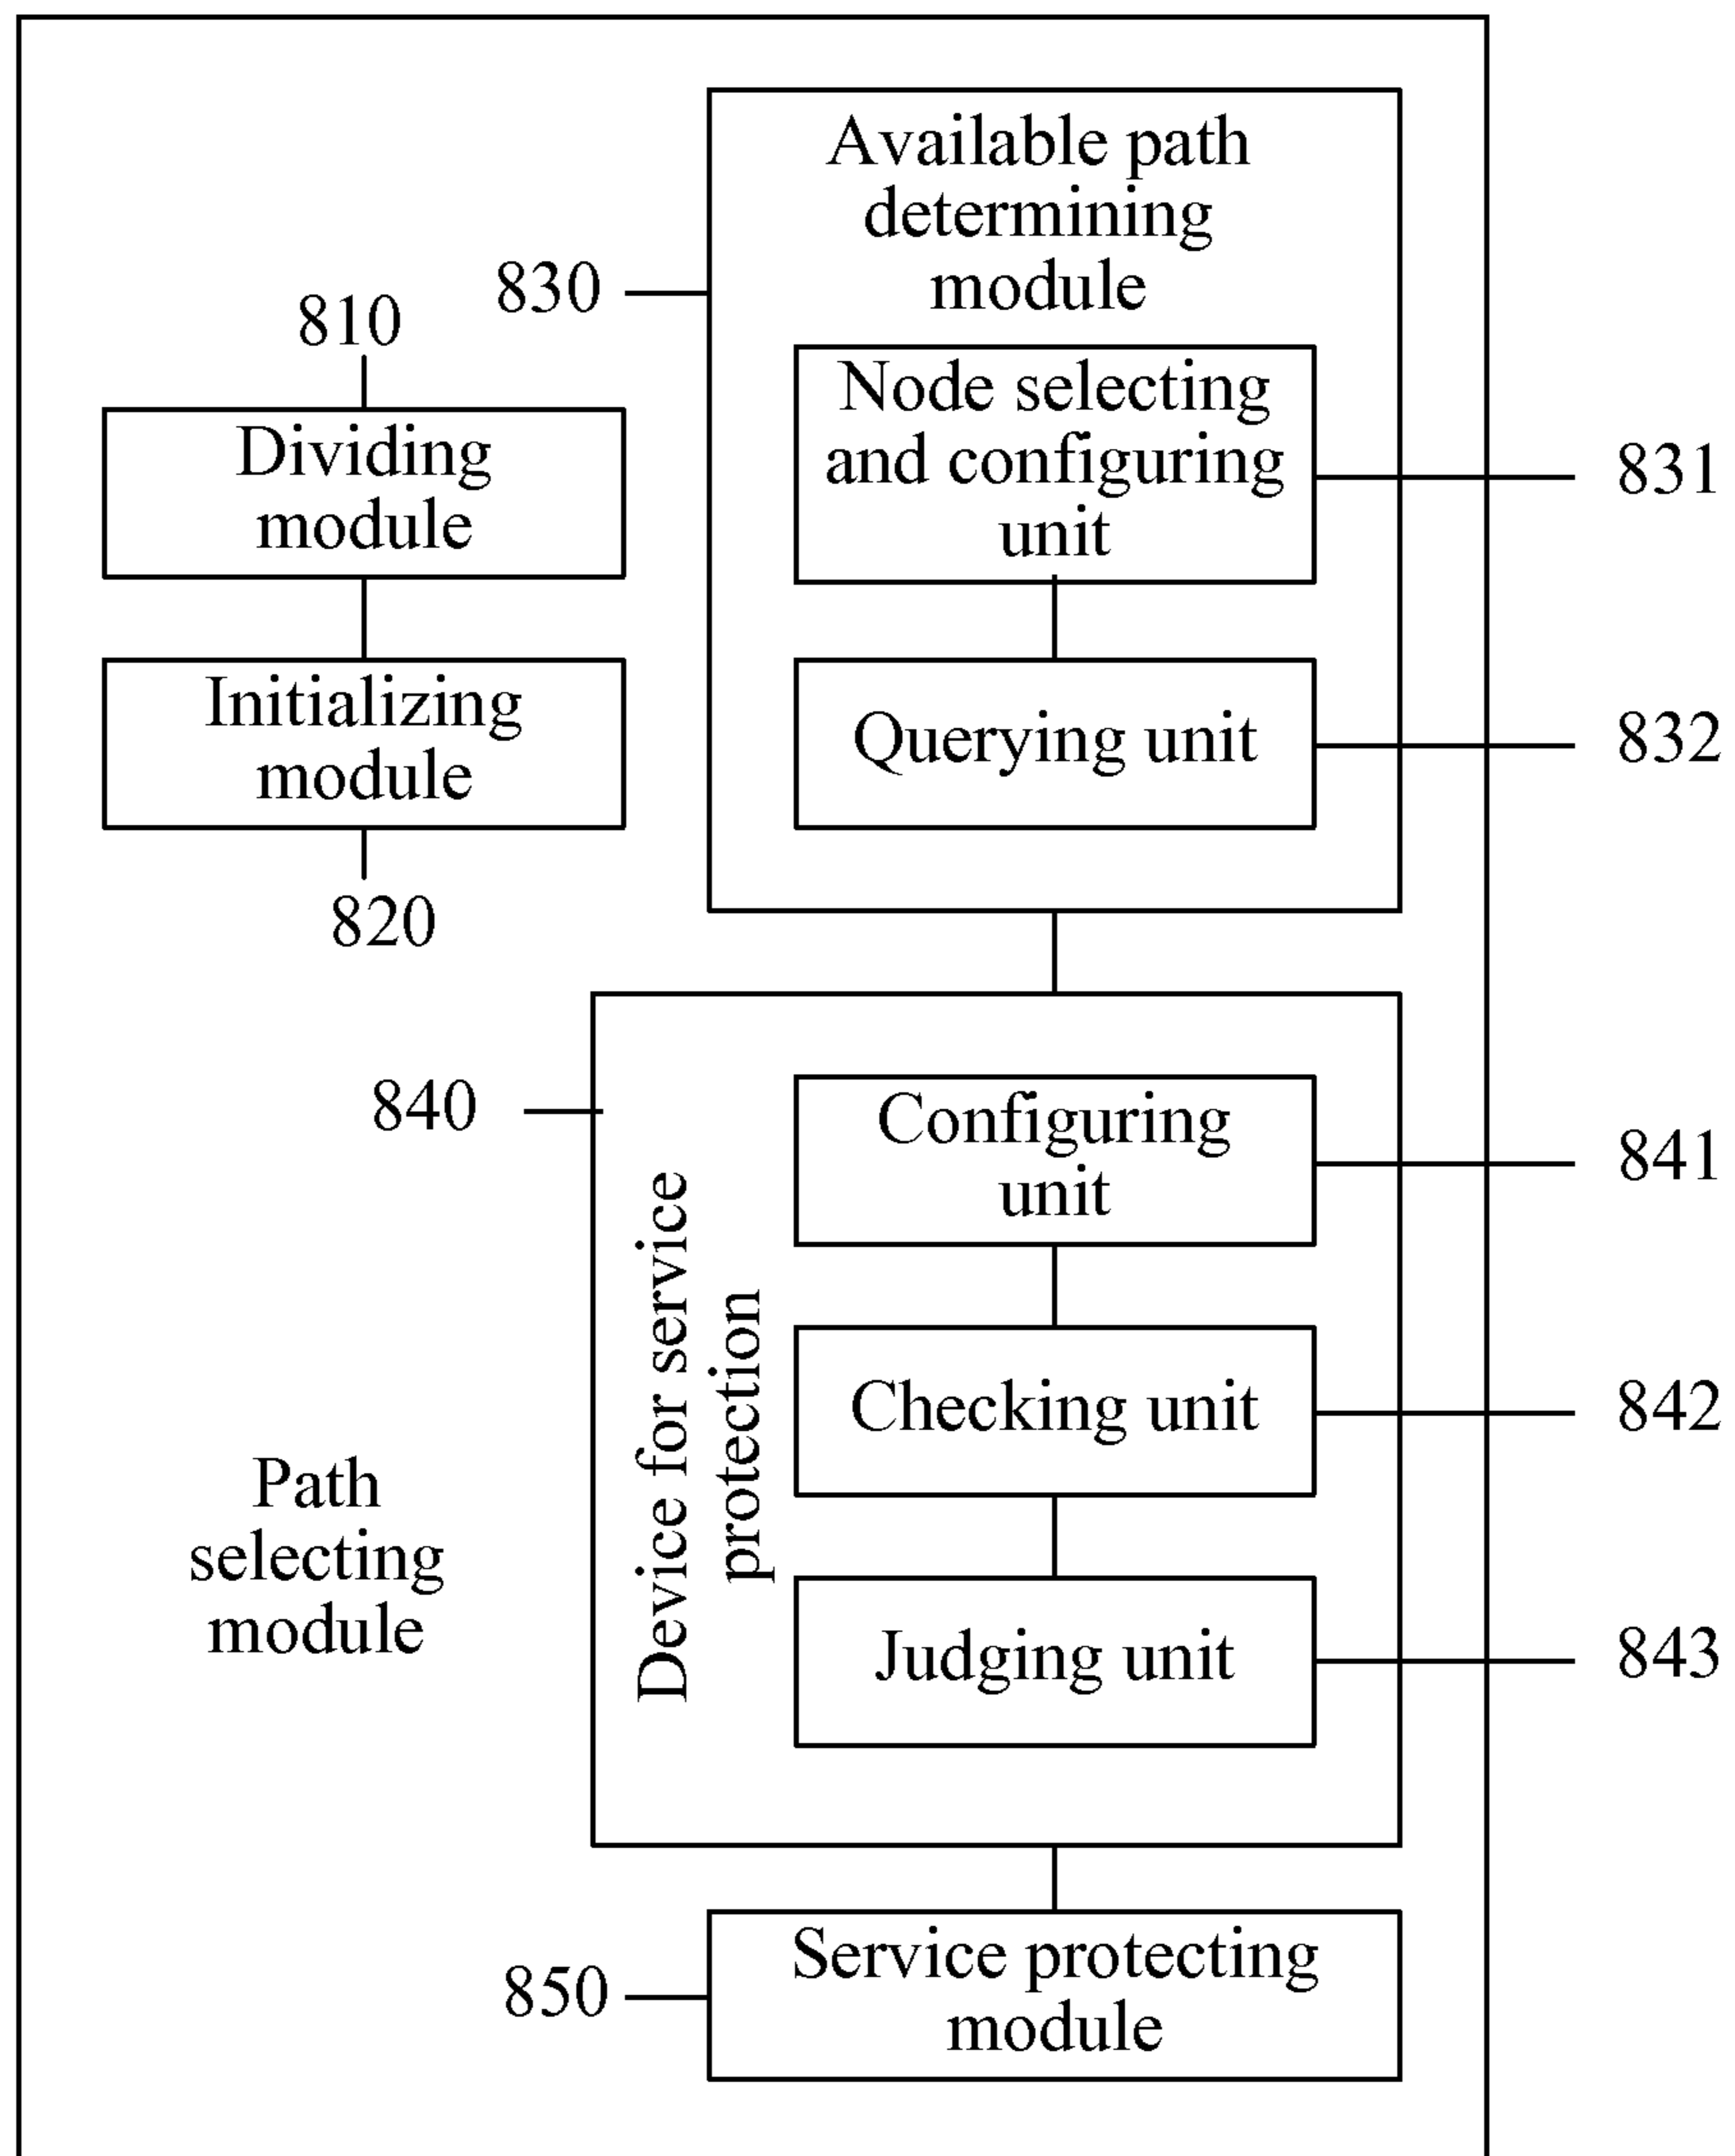 810
Dividing
module
Initializing
module
820
830
Available path
determining
module
Node selecting
and configuring
unit
831
Querying unit
832
840
Device for service
protection
Configuring
unit
841
Checking unit
842
Judging unit
843
Path
selecting
module
850
Service protecting
module